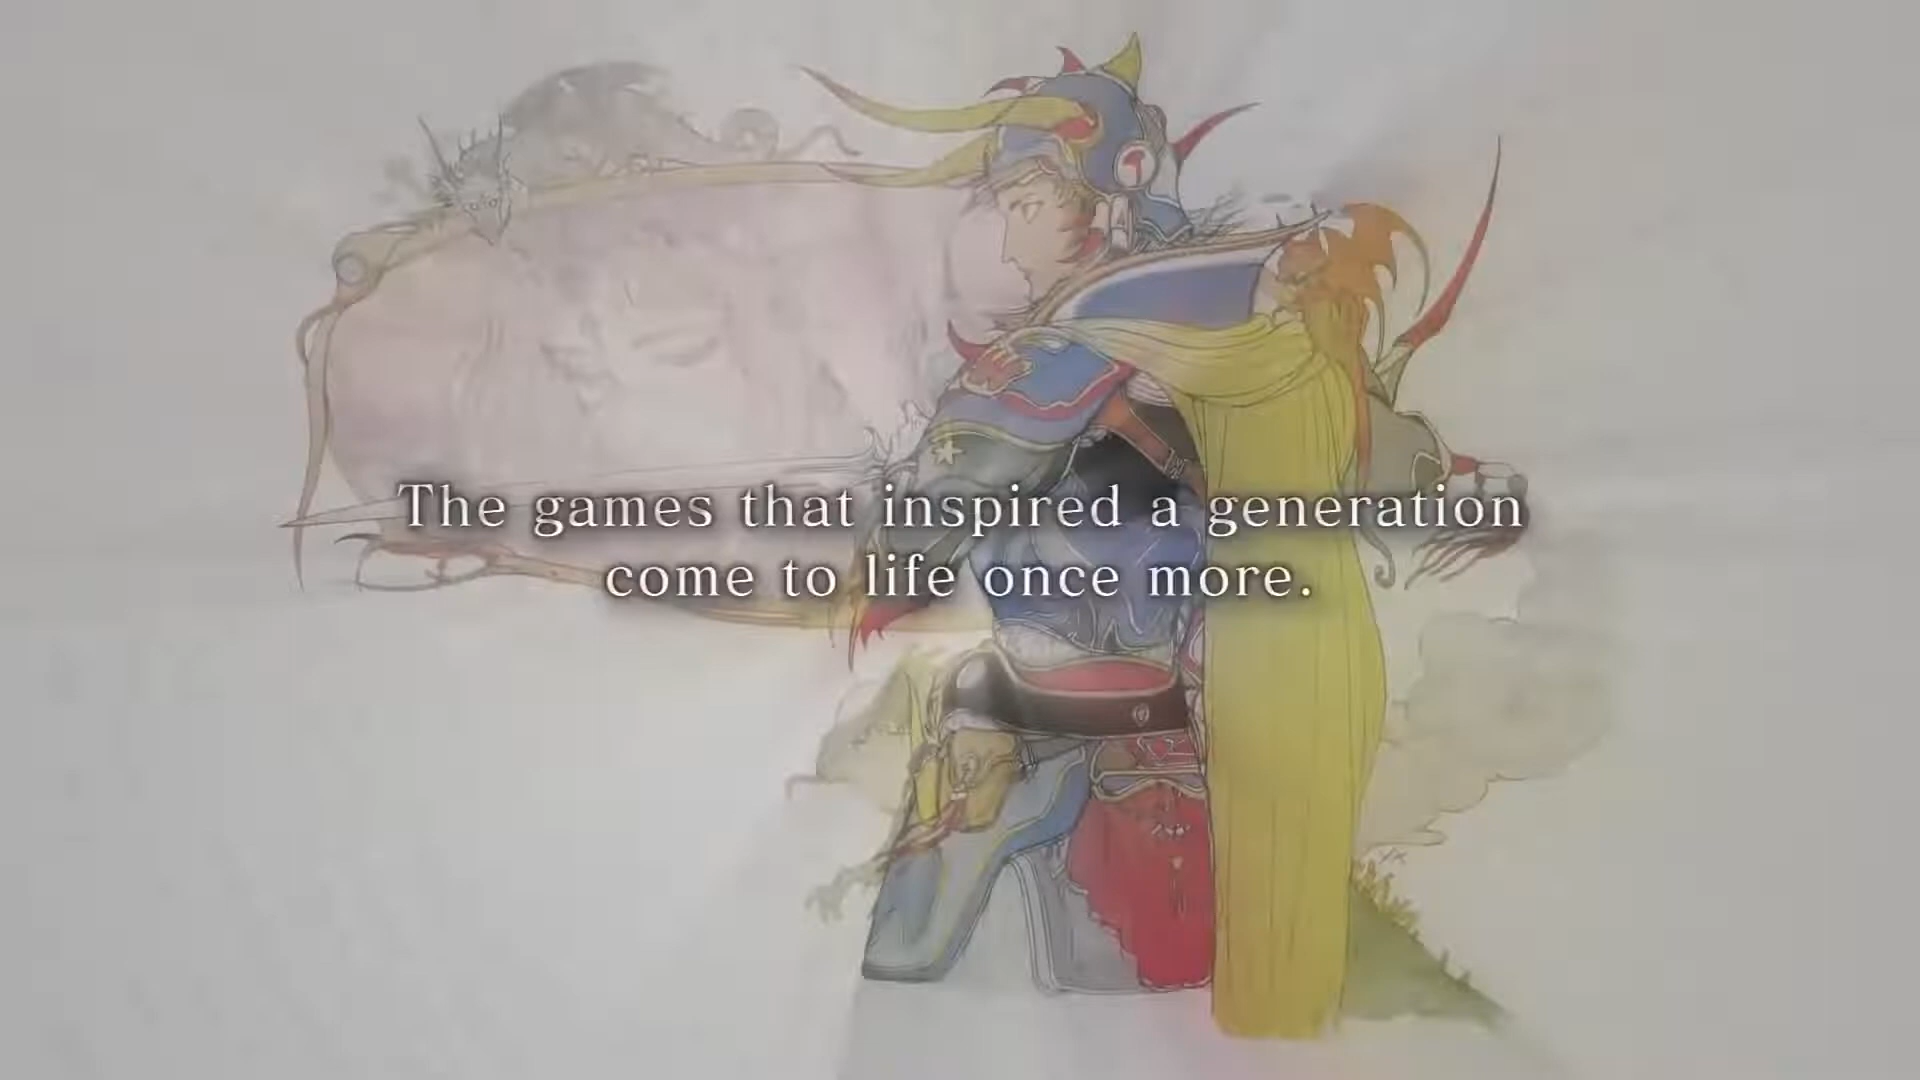 The games that inspired a generation
come to life once more.